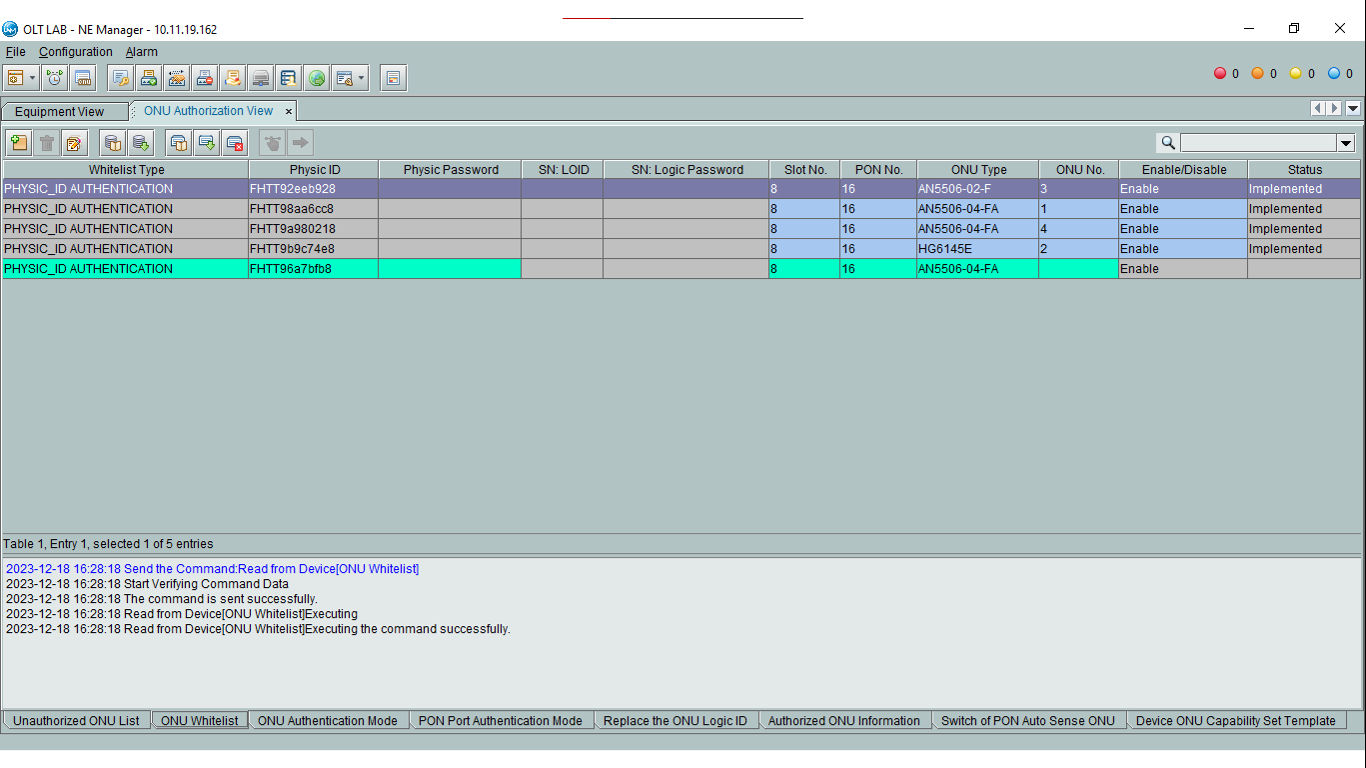 OLT LAB - NE Manager - 10.11.19.162
File Configuration Alarm
0 0 0 0
Equipment View ONU Authorization View
Whitelist Type Physic ID Physic Password SN: LOID SN: Logic Password Slot No. PON No. ONU Type ONU No. Enable/Disable Status
PHYSIC_ID AUTHENTICATION FHTT92eeb928 8 16 AN5506-02-F 3 Enable Implemented
PHYSIC_ID AUTHENTICATION FHTT98aa6cc8 8 16 AN5506-04-FA 1 Enable Implemented
PHYSIC_ID AUTHENTICATION FHTT9a980218 8 16 AN5506-04-FA 4 Enable Implemented
PHYSIC_ID AUTHENTICATION FHTT9b9c74e8 8 16 HG6145E 2 Enable Implemented
PHYSIC_ID AUTHENTICATION FHTT96a7bfb8 8 16 AN5506-04-FA Enable
Table 1, Entry 1, selected 1 of 5 entries
2023-12-18 16:28:18 Send the Command:Read from Device[ONU Whitelist]
2023-12-18 16:28:18 Start Verifying Command Data
2023-12-18 16:28:18 The command is sent successfully.
2023-12-18 16:28:18 Read from Device[ONU Whitelist]Executing
2023-12-18 16:28:18 Read from Device[ONU Whitelist]Executing the command successfully.
Unauthorized ONU List ONU Whitelist ONU Authentication Mode PON Port Authentication Mode Replace the ONU Logic ID Authorized ONU Information Switch of PON Auto Sense ONU Device ONU Capability Set Template